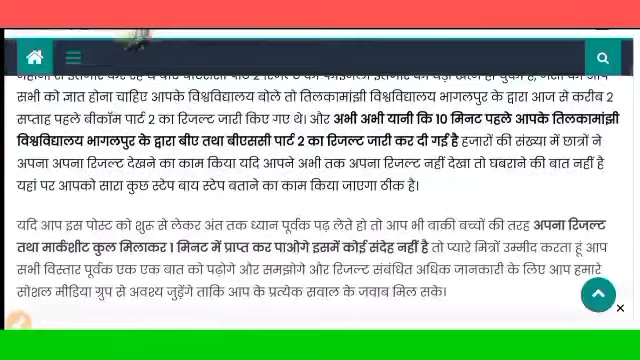 सभी को ज्ञात होना चाहिए आपके विश्वविद्यालय बोले तो तिलकामांझी विश्वविद्यालय भागलपुर के द्वारा आज से करीब 2
सप्ताह पहले बीकॉम पार्ट 2 का रिजल्ट जारी किए गए थे। और अभी अभी यानी कि 10 मिनट पहले आपके तिलकामांझी
विश्वविद्यालय भागलपुर के द्वारा बीए तथा बीएससी पार्ट 2 का रिजल्ट जारी कर दी गई है हजारों की संख्या में छात्रों ने
अपना अपना रिजल्ट देखने का काम किया यदि आपने अभी तक अपना रिजल्ट नहीं देखा तो घबराने की बात नहीं है
यहां पर आपको सारा कुछ स्टेप बाय स्टेप बताने का काम किया जाएगा ठीक है।
यदि आप इस पोस्ट को शुरू से लेकर अंत तक ध्यान पूर्वक पढ़ लेते हो तो आप भी बाकी बच्चों की तरह अपना रिजल्ट
तथा मार्कशीट कुल मिलाकर 1 मिनट में प्राप्त कर पाओगे इसमें कोई संदेह नहीं है तो प्यारे मित्रों उम्मीद करता हूं आप
सभी विस्तार पूर्वक एक एक बात को पढ़ोगे और समझोगे और रिजल्ट संबंधित अधिक जानकारी के लिए आप हमारे
सोशल मीडिया ग्रुप से अवश्य जुड़ेंगे ताकि आप के प्रत्येक सवाल के जवाब मिल सके।